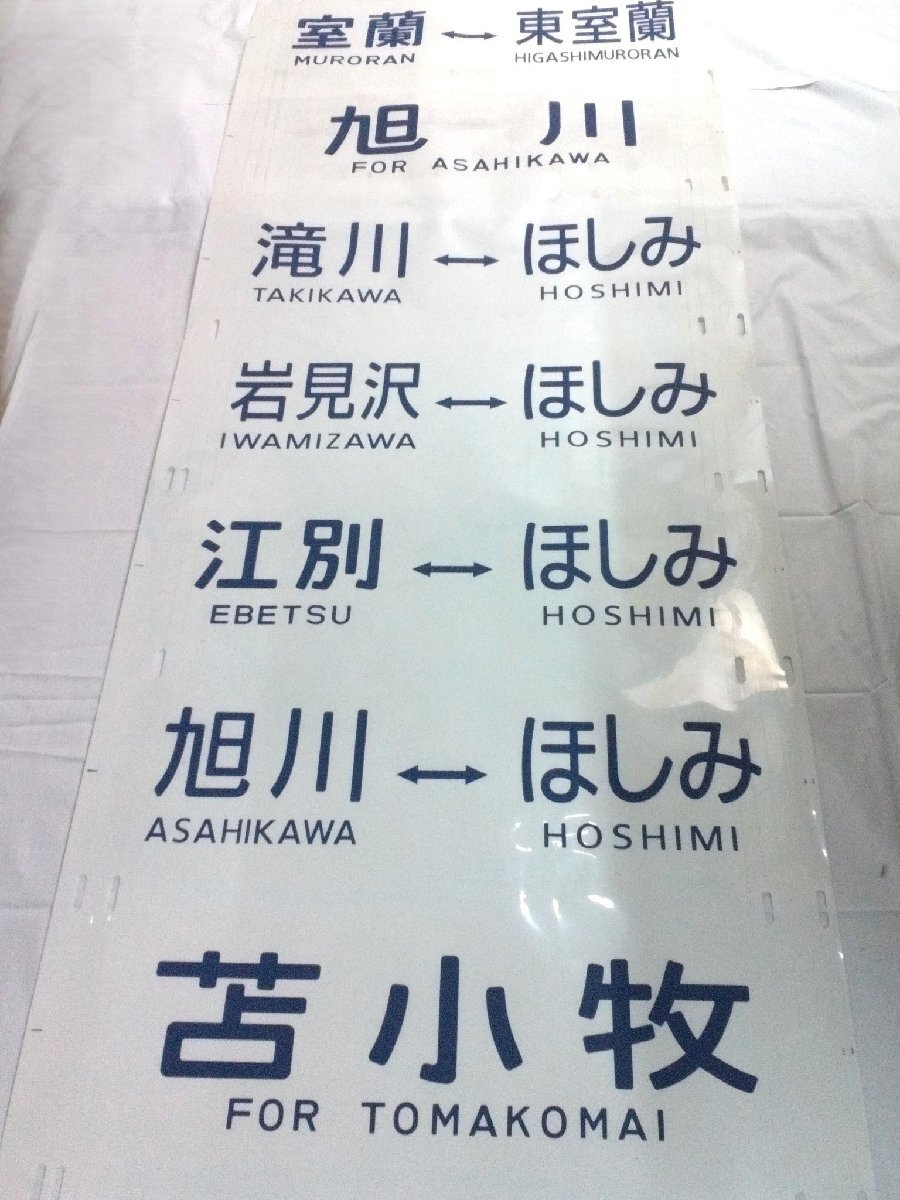 室蘭 ↔ 東室蘭
MURORAN HIGASHIMURORAN
旭川
FOR ASAHIKAWA
滝川 ↔ ほしみ
TAKIKAWA HOSHIMI
岩見沢 ↔ ほしみ
IWAMIZAWA HOSHIMI
江別 ↔ ほしみ
EBETSU HOSHIMI
旭川 ↔ ほしみ
ASAHIKAWA HOSHIMI
苫小牧
FOR TOMAKOMAI